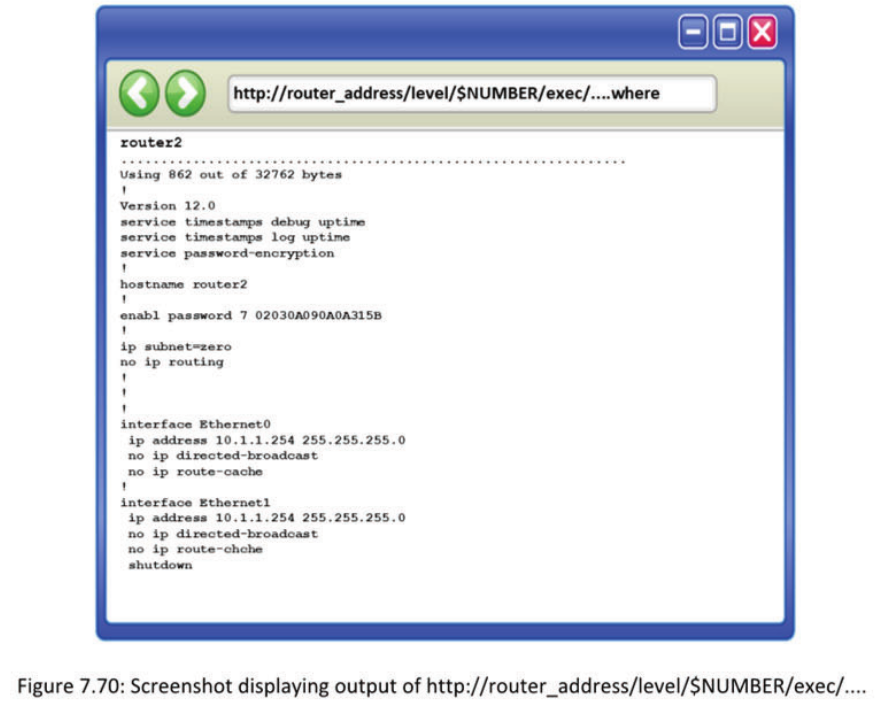 http://router_address/level/$NUMBER/exec/....where
router2
................................................................
Using 862 out of 32762 bytes
!
Version 12.0
service timestamps debug uptime
service timestamps log uptime
service password-encryption
!
hostname router2
!
enabl password 7 02030A090A0A315B
!
ip subnet=zero
no ip routing
!
!
!
interface Ethernet0
ip address 10.1.1.254 255.255.255.0
no ip directed-broadcast
no ip route-cache
!
interface Ethernet1
ip address 10.1.1.254 255.255.255.0
no ip directed-broadcast
no ip route-chche
shutdown
Figure 7.70: Screenshot displaying output of http://router_address/level/$NUMBER/exec/....